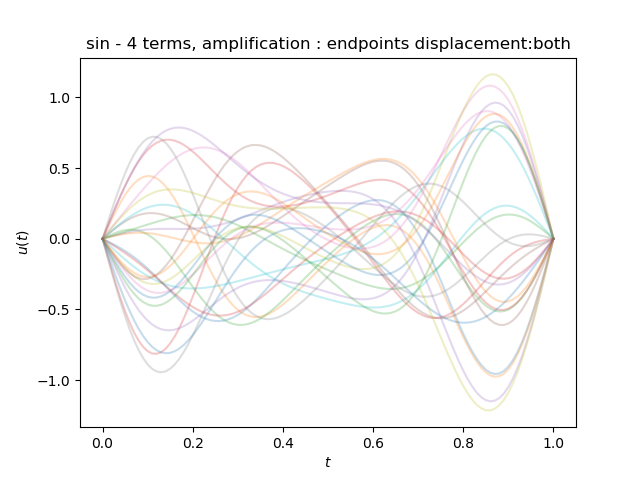 sin - 4 terms, amplification : endpoints displacement:both
1.0
0.5
0.0
−0.5
−1.0
u(t)
0.0 0.2 0.4 0.6 0.8 1.0
t